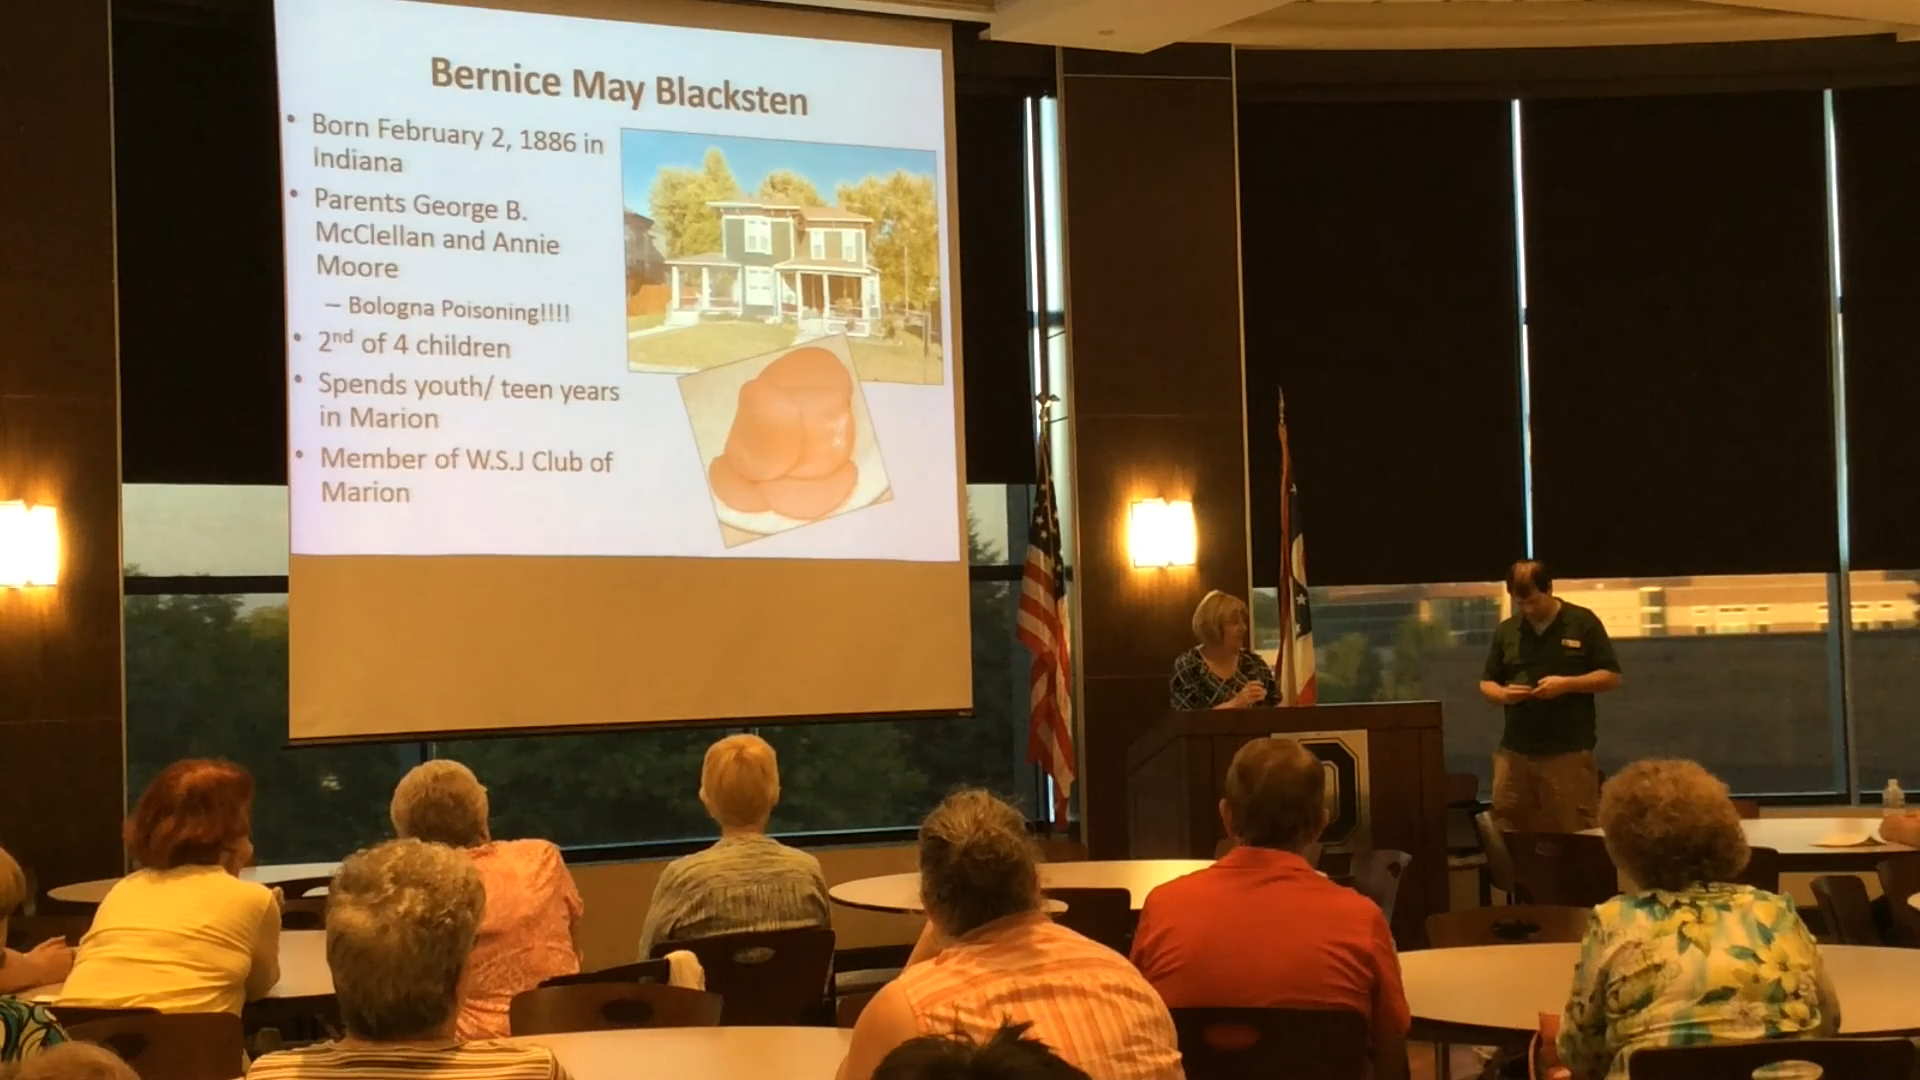 Bernice May Blacksten
• Born February 2, 1886 in
Indiana
• Parents George B.
McClellan and Annie
Moore
– Bologna Poisoning!!!!
• 2nd of 4 children
• Spends youth/ teen years
in Marion
• Member of W.S.J Club of
Marion
O